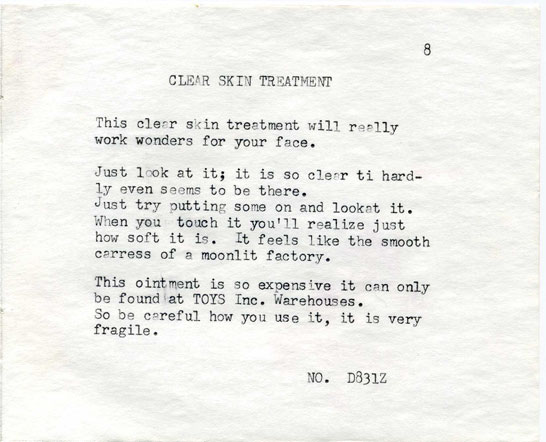 8
CLEAR SKIN TREATMENT
This clear skin treatment will really
work wonders for your face.
Just look at it; it is so clear ti hard-
ly even seems to be there.
Just try putting some on and lookat it.
When you touch it you'll realize just
how soft it is. It feels like the smooth
carress of a moonlit factory.
This ointment is so expensive it can only
be found at TOYS Inc. Warehouses.
So be careful how you use it, it is very
fragile.
NO. D831Z